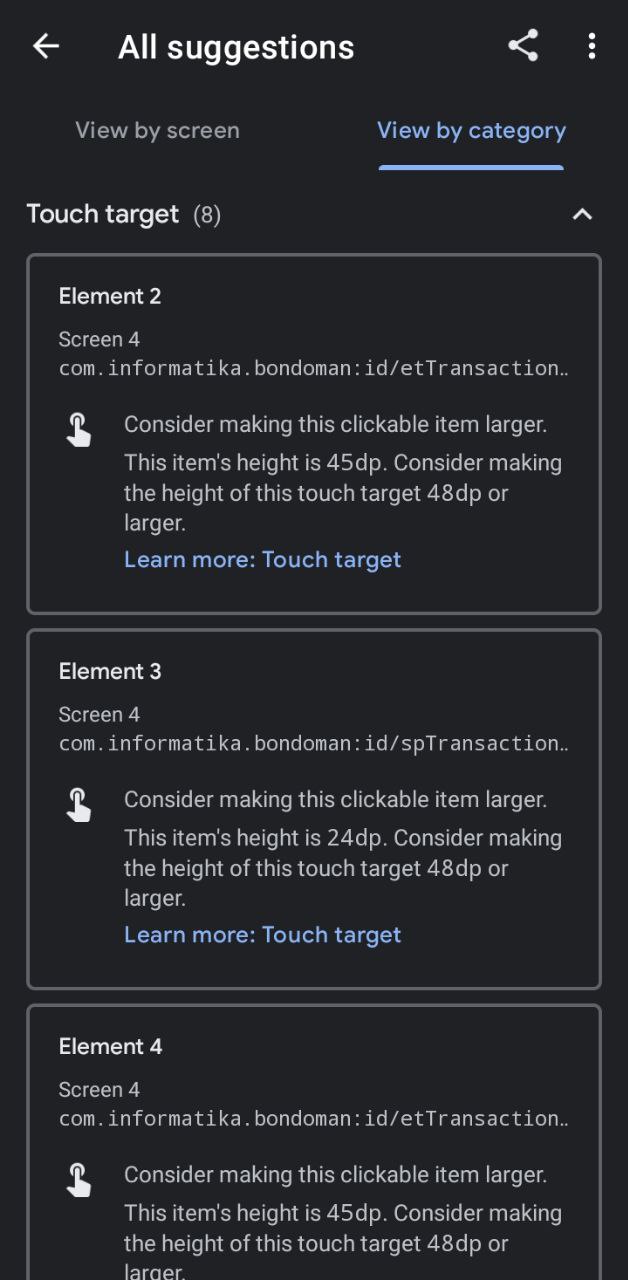 All suggestions
View by screen
View by category
Touch target (8)
Element 2
Screen 4
com.informatika.bondoman:id/etTransaction..
Consider making this clickable item larger.
This item's height is 45dp. Consider making
the height of this touch target 48dp or
larger.
Learn more: Touch target
Element 3
Screen 4
com.informatika.bondoman:id/spTransaction..
Consider making this clickable item larger.
This item's height is 24dp. Consider making
the height of this touch target 48dp or
larger.
Learn more: Touch target
Element 4
Screen 4
com.informatika.bondoman:id/etTransaction..
Consider making this clickable item larger.
This item's height is 45dp. Consider making
the height of this touch target 48dp or
larger.